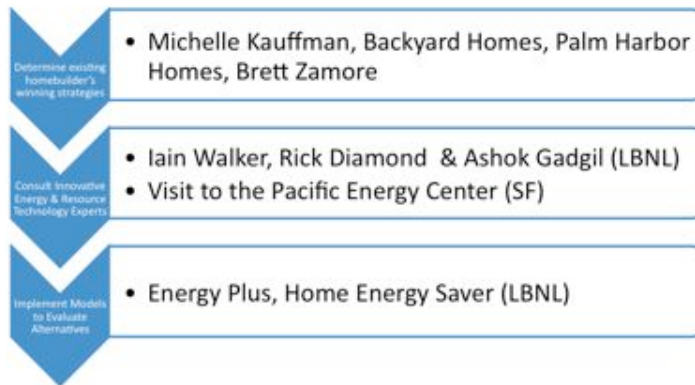 Determine existing
homebuilder's
winning strategies
• Michelle Kauffman, Backyard Homes, Palm Harbor
Homes, Brett Zamore
Consult Innovative
Energy & Resource
Technology Experts
• Iain Walker, Rick Diamond & Ashok Gadgil (LBNL)
• Visit to the Pacific Energy Center (SF)
Implement Models
to Evaluate
Alternatives
• Energy Plus, Home Energy Saver (LBNL)